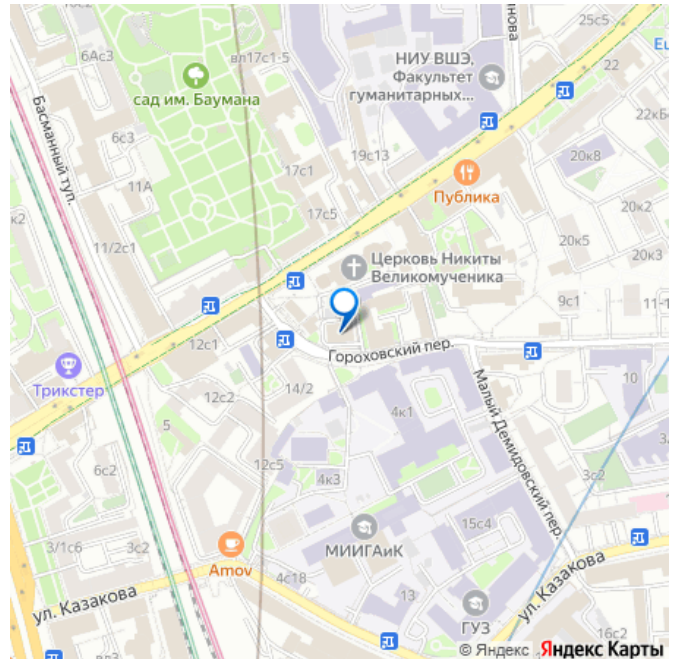 25с5
6Ас3
вл17с1-5
НИУ ВШЭ,
Факультет
гуманитарных...
22
сад им. Баумана
Басманный туп.
6с3
19с13
20к8
17с1
11А
Публика
20к2
17с5
11/2с1
20к5
20к3
Церковь Никиты
Великомученика
9с1
12с1
Гороховский пер.
Трикстер
14/2
10
12с2
Малый Демидовский пер.
5
4к1
6с2
12с5
4к3
3с2
15с4
3/1с6
3с2
МИИГАиК
Amov
4с18
ул. Казакова
ул. Казакова
13
ГУЗ
16с2
© Яндекс Яндекс Карты